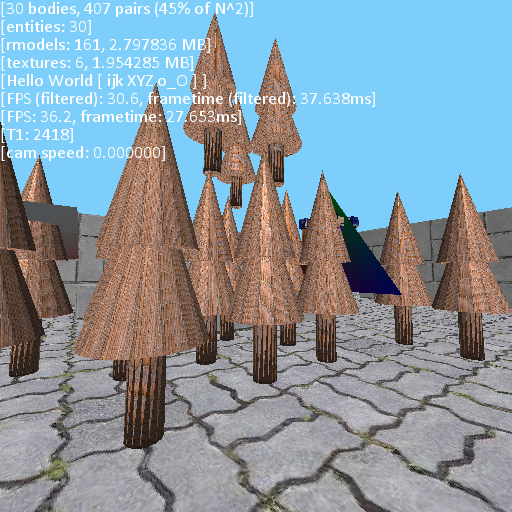 [30 bodies, 407 pairs (45% of N^2)]
[entities: 30]
[rmodels: 161, 2.797836 MB]
[textures: 6, 1.954285 MB]
[Hello World [ ijk XYZ o_O ] ]
[FPS (filtered): 30.6, frametime (filtered): 37.638ms]
[FPS: 36.2, frametime: 27.653ms]
[T1: 2418]
[cam speed: 0.000000]